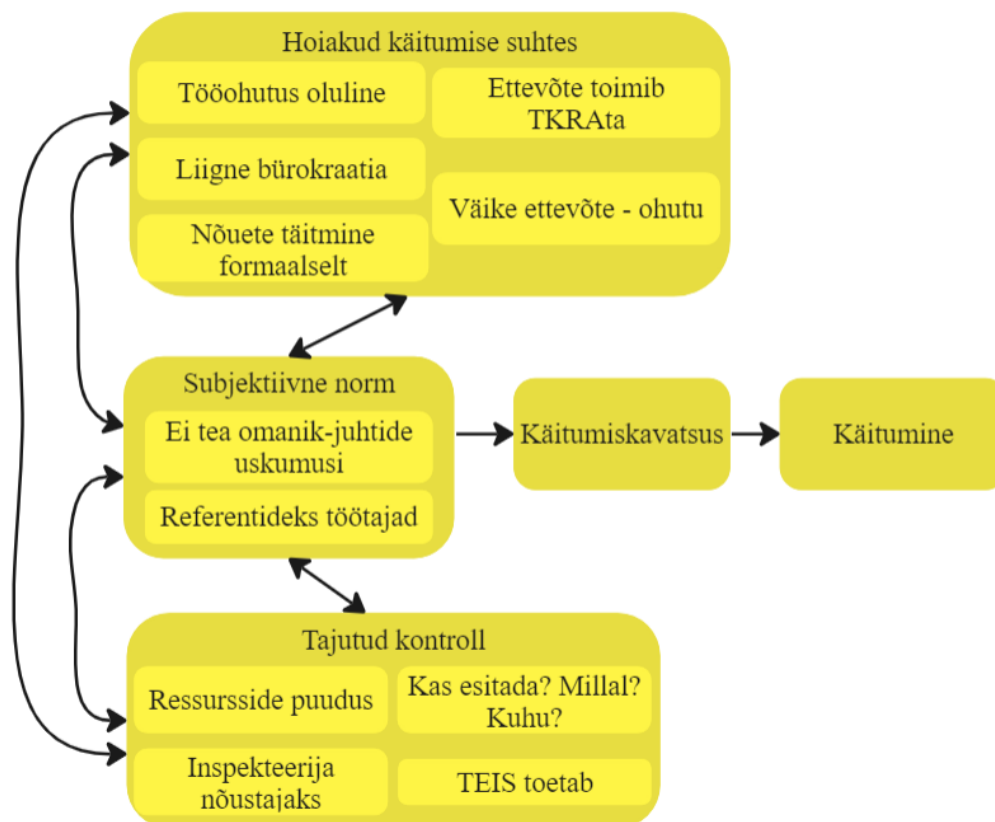 Hoiakud käitumise suhtes
Tööohutus oluline
Liigne bürokraatia
Nõuete täitmine
formaalselt
Ettevõte toimib
TKRAta
Väike ettevõte - ohutu
Subjektiivne norm
Ei tea omanik-juhtide
uskumusi
Referentideks töötajad
Käitumiskavatsus
Käitumine
Tajutud kontroll
Ressursside puudus
Inspekteerija
nõustajaks
Kas esitada? Millal?
Kuhu?
TEIS toetab